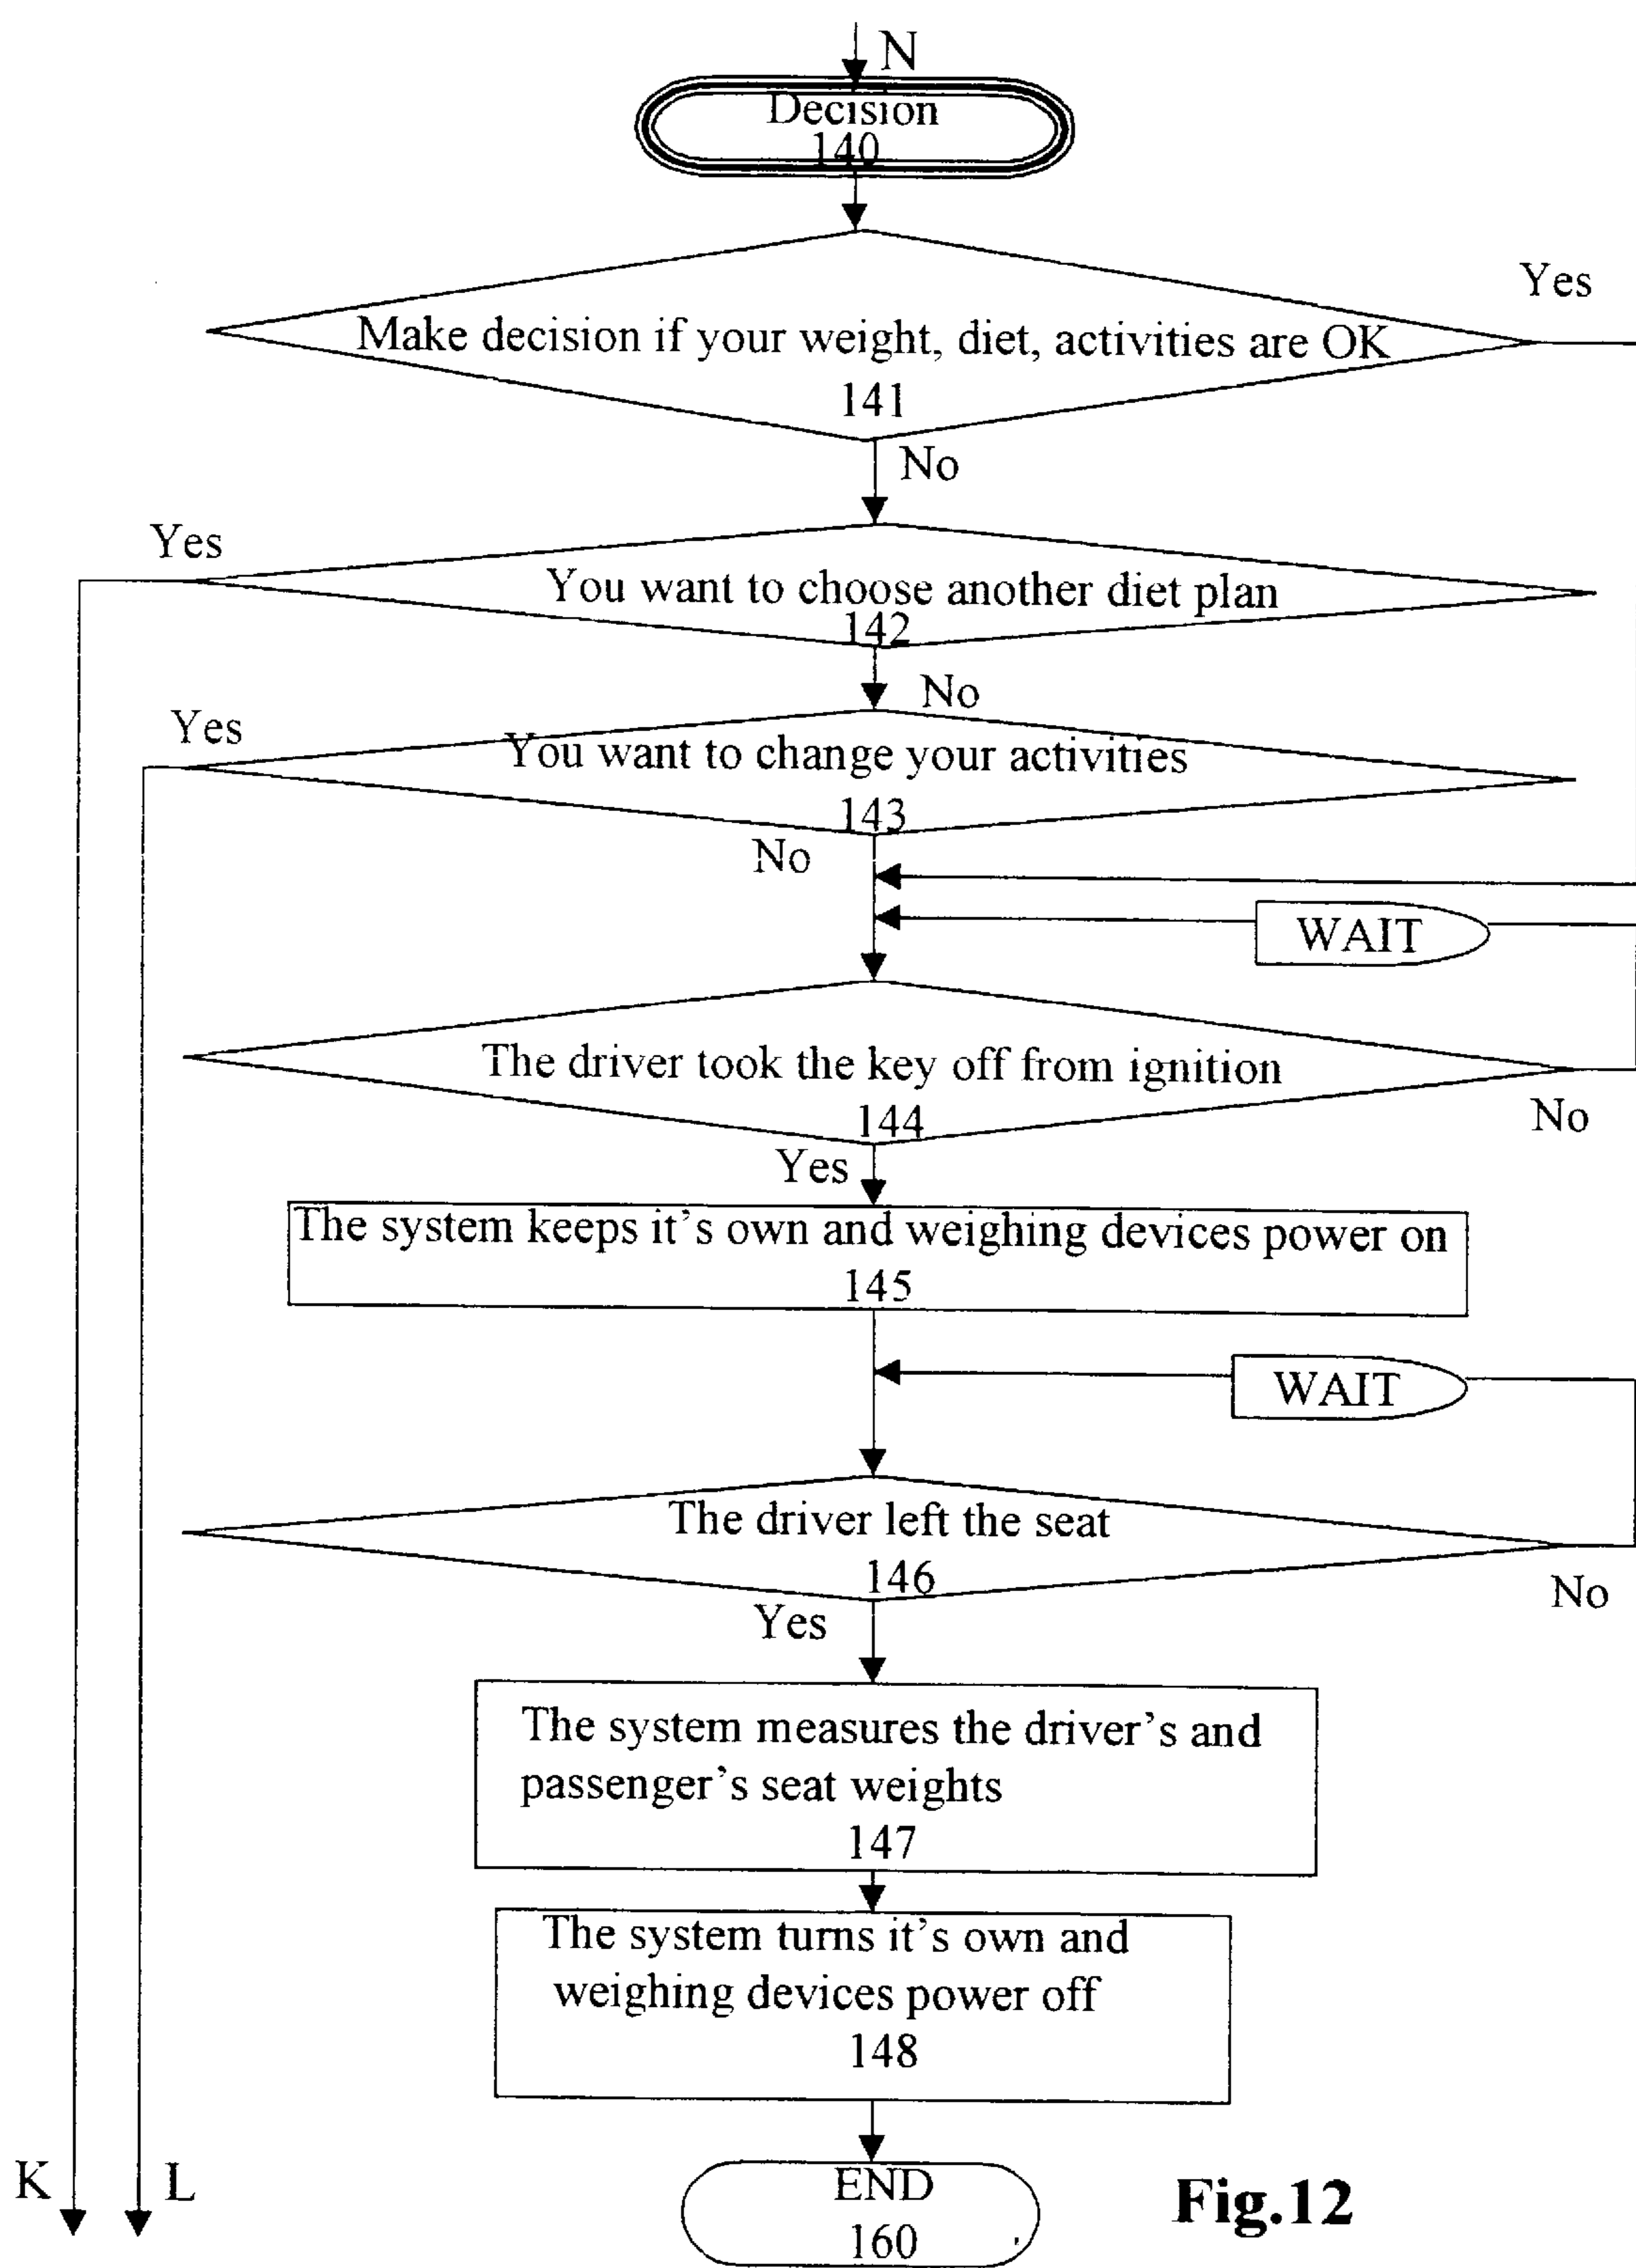 N
Decision
140
Yes
Make decision if your weight, diet, activities are OK
141
No
Yes
You want to choose another diet plan
142
No
Yes
You want to change your activities
143
No
WAIT
The driver took the key off from ignition
144
No
Yes
The system keeps it's own and weighing devices power on
145
WAIT
The driver left the seat
146
No
Yes
The system measures the driver's and
passenger's seat weights
147
The system turns it's own and
weighing devices power off
148
K
L
END
160
Fig.12